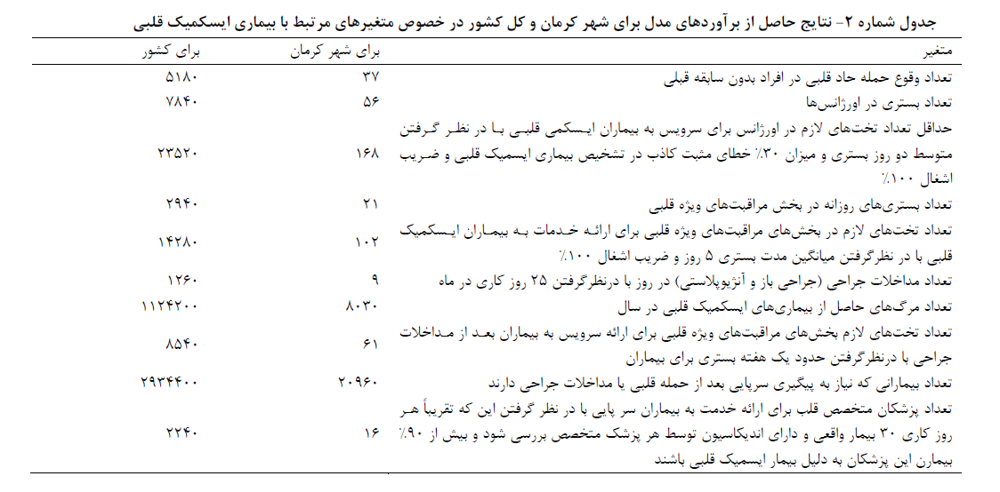 جدول شماره ۲- نتایج حاصل از برآوردهای مدل برای شهر کرمان و کل کشور در خصوص متغیرهای مرتبط با بیماری ایسکمیک قلبی
متغیر برای شهر کرمان برای کشور
تعداد وقوع حمله حاد قلبی در افراد بدون سابقه قبلی ۳۷ ۵۱۸۰
تعداد بستری در اورژانس‌ها ۵۶ ۷۸۴۰
حداقل تعداد تخت‌های لازم در اورژانس برای سرویس به بیماران ایسکمی قلبی با در نظر گرفتن
متوسط دو روز بستری و میزان ۳۰٪ خطای مثبت کاذب در تشخیص بیماری ایسمیک قلبی و ضریب ۱۶۸ ۲۳۵۲۰
اشغال ۱۰۰٪
تعداد بستری‌های روزانه در بخش مراقبت‌های ویژه قلبی ۲۱ ۲۹۴۰
تعداد تخت‌های لازم در بخش‌های مراقبت‌های ویژه قلبی برای ارائه خدمات به بیماران ایسکمیک
قلبی با در نظرگرفتن میانگین مدت بستری ۵ روز و ضریب اشغال ۱۰۰٪ ۱۰۲ ۱۴۲۸۰
تعداد مداخلات جراحی (جراحی باز و آنژیوپلاستی) در روز با درنظرگرفتن ۲۵ روز کاری در ماه ۹ ۱۲۶۰
تعداد مرگ‌های حاصل از بیماری‌های ایسکمیک قلبی در سال ۸۰۳۰ ۱۱۲۴۲۰۰
تعداد تخت‌های لازم بخش‌های مراقبت‌های ویژه قلبی برای ارائه سرویس به بیماران بعد از مداخلات
جراحی با درنظرگرفتن حدود یک هفته بستری برای بیماران ۶۱ ۸۵۴۰
تعداد بیمارانی که نیاز به پیگیری سرپایی بعد از حمله قلبی یا مداخلات جراحی دارند ۲۰۹۶۰ ۲۹۳۴۴۰۰
تعداد پزشکان متخصص قلب برای ارائه خدمت به بیماران سر پایی با در نظر گرفتن این که تقریباً هر
روز کاری ۳۰ بیمار واقعی و دارای اندیکاسیون توسط هر پزشک متخصص بررسی شود و بیش از ۹۰٪ ۱۶ ۲۲۴۰
بیمارن این پزشکان به دلیل بیمار ایسمیک قلبی باشند